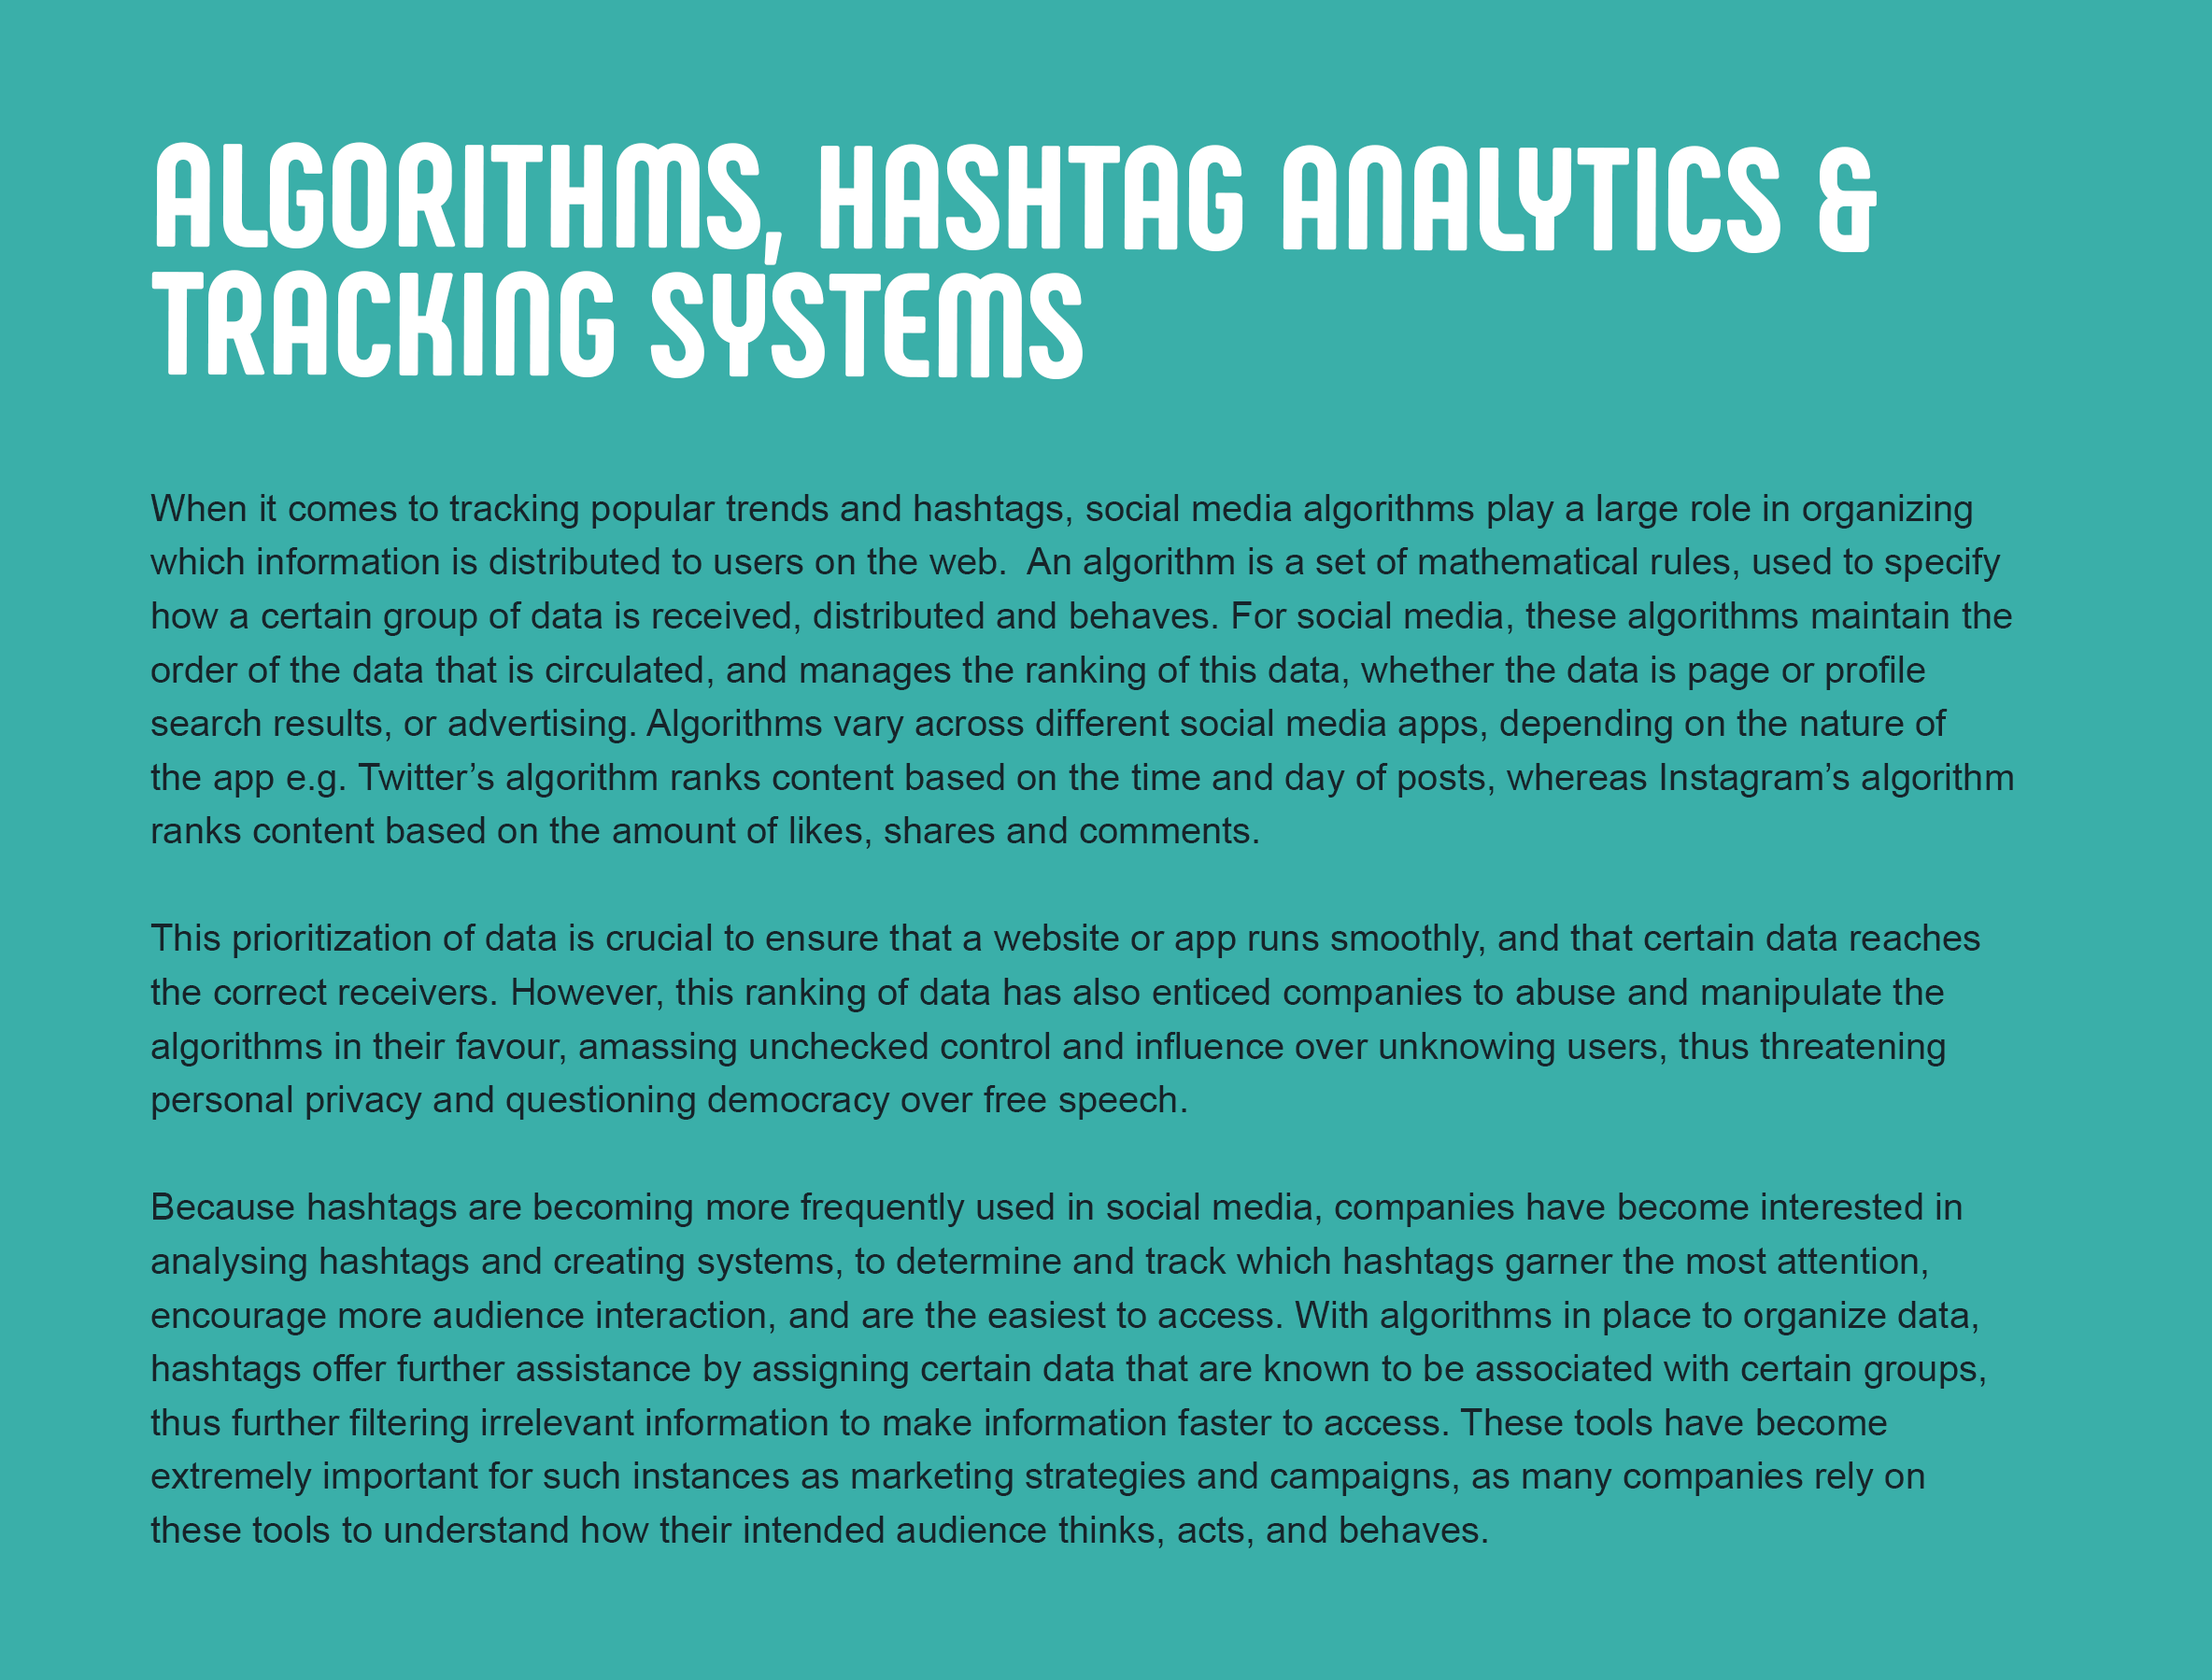 ALGORITHMS, HASHTAG ANALYTICS &
TRACKING SYSTEMS
When it comes to tracking popular trends and hashtags, social media algorithms play a large role in organizing
which information is distributed to users on the web.  An algorithm is a set of mathematical rules, used to specify
how a certain group of data is received, distributed and behaves. For social media, these algorithms maintain the
order of the data that is circulated, and manages the ranking of this data, whether the data is page or profile
search results, or advertising. Algorithms vary across different social media apps, depending on the nature of
the app e.g. Twitter’s algorithm ranks content based on the time and day of posts, whereas Instagram’s algorithm
ranks content based on the amount of likes, shares and comments.
This prioritization of data is crucial to ensure that a website or app runs smoothly, and that certain data reaches
the correct receivers. However, this ranking of data has also enticed companies to abuse and manipulate the
algorithms in their favour, amassing unchecked control and influence over unknowing users, thus threatening
personal privacy and questioning democracy over free speech.
Because hashtags are becoming more frequently used in social media, companies have become interested in
analysing hashtags and creating systems, to determine and track which hashtags garner the most attention,
encourage more audience interaction, and are the easiest to access. With algorithms in place to organize data,
hashtags offer further assistance by assigning certain data that are known to be associated with certain groups,
thus further filtering irrelevant information to make information faster to access. These tools have become
extremely important for such instances as marketing strategies and campaigns, as many companies rely on
these tools to understand how their intended audience thinks, acts, and behaves.